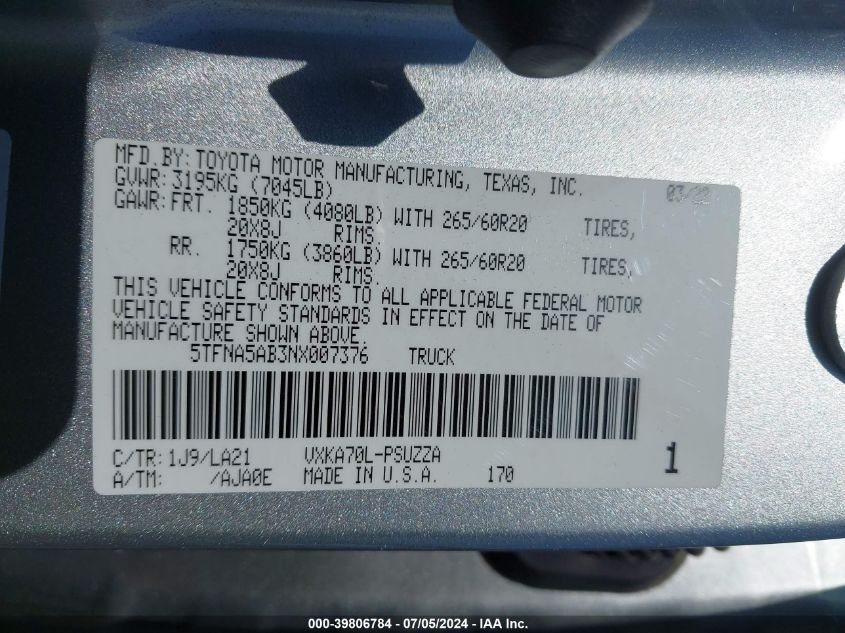 MFD.BY: TOYOTA MOTOR MANUFACTURING, TEXAS, INC. 03/22
GVWR: 3195KG (7045LB)
GAWR: FRT. 1850KG (4080LB) WITH 265/60R20 TIRES,
20X8J RIMS,
RR. 1750KG (3860LB) WITH 265/60R20 TIRES,
20X8J RIMS.
THIS VEHICLE CONFORMS TO ALL APPLICABLE FEDERAL MOTOR
VEHICLE SAFETY STANDARDS IN EFFECT ON THE DATE OF
MANUFACTURE SHOWN ABOVE.
5TFNA5AB3NX007376 TRUCK
C/TR: 1J9/LA21 VXKA70L-PSUZZA
A/TM: /AJA0E MADE IN U.S.A. 170 1
000-39806784 - 07/05/2024 - IAA Inc.